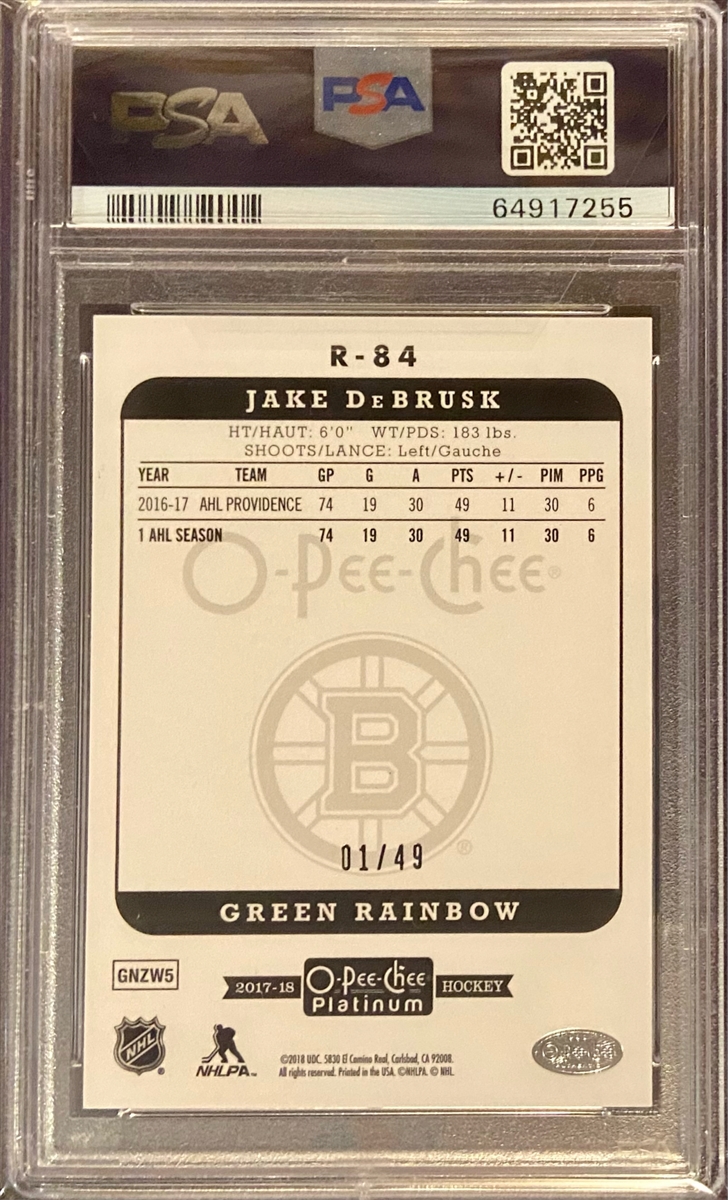 PSA PSA
64917255
R-84
JAKE DeBRUSK
HT/HAUT: 6'0" WT/PDS: 183 lbs.
SHOOTS/LANCE: Left/Gauche
YEAR TEAM GP G A PTS +/- PIM PPG
2016-17 AHL PROVIDENCE 74 19 30 49 11 30 6
1 AHL SEASON 74 19 30 49 11 30 6
O-Pee-Chee®
B
®
01/49
GREEN RAINBOW
GNZW5
2017-18 O-Pee-Chee HOCKEY
Platinum
NHL® NHLPA™
©2018 UDC. 5830 El Camino Real, Carlsbad, CA 92008.
All rights reserved. Printed in the USA. ©NHLPA. © NHL.
O-Pee-Chee